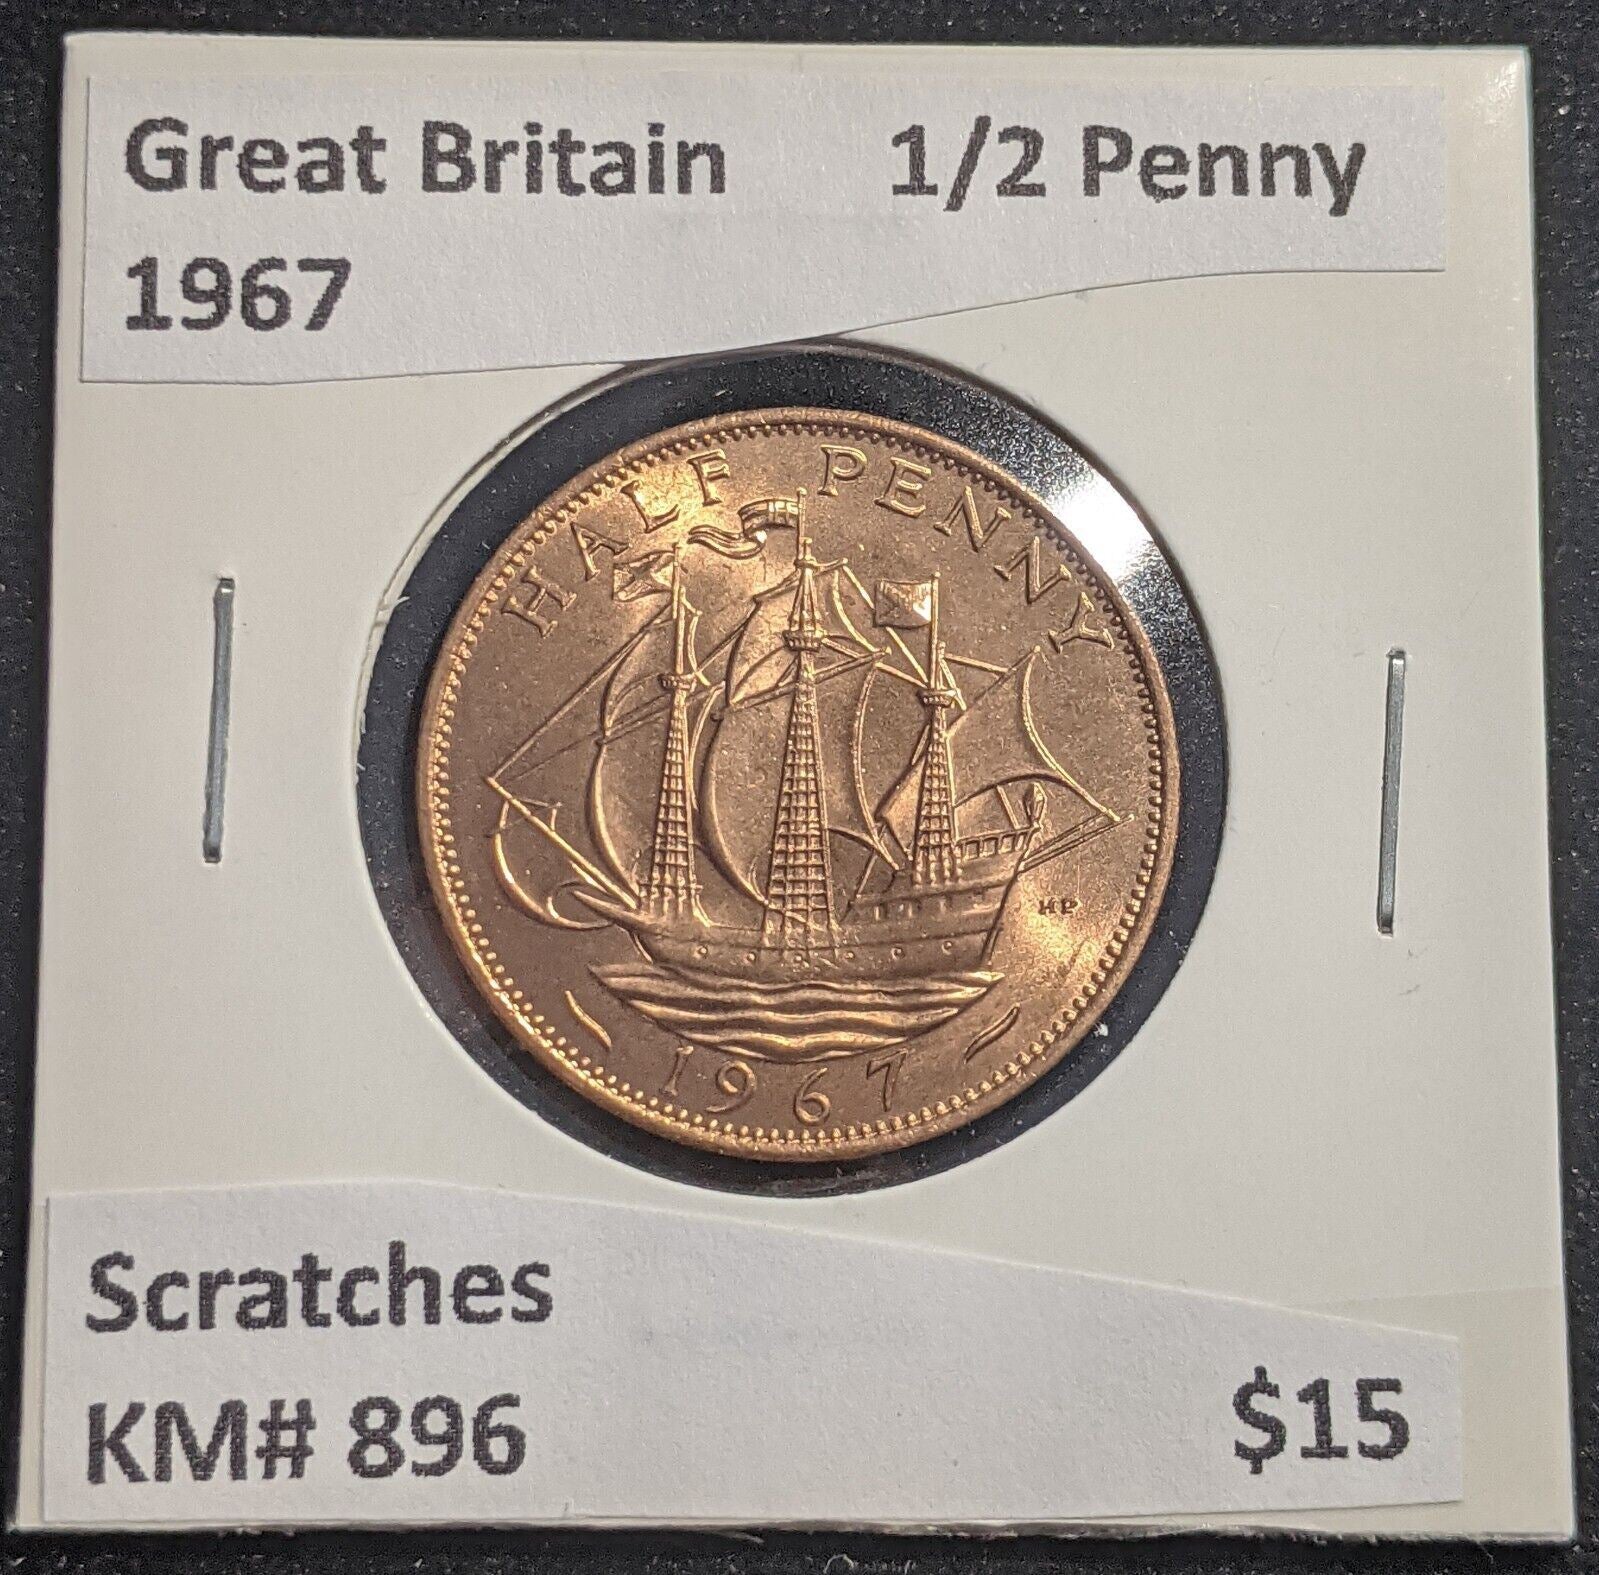 Great Britain 1/2 Penny
1967
HALF PENNY
HP
1967
Scratches
KM# 896 $15